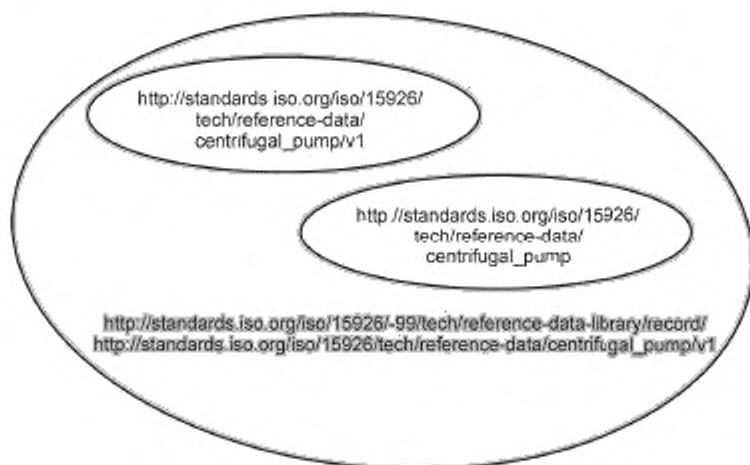 http://standards iso.org/iso/15926/
tech/reference-data/
centrifugal_pump/v1
http //standards.iso.org/iso/15926/
tech/reference-data/
centrifugal_pump
http://standards.iso.org/iso/15926/-99/tech/reference-data-library/record/
http://standards.iso.org/iso/15926/tech/reference-data/centrifugal_pump/v1